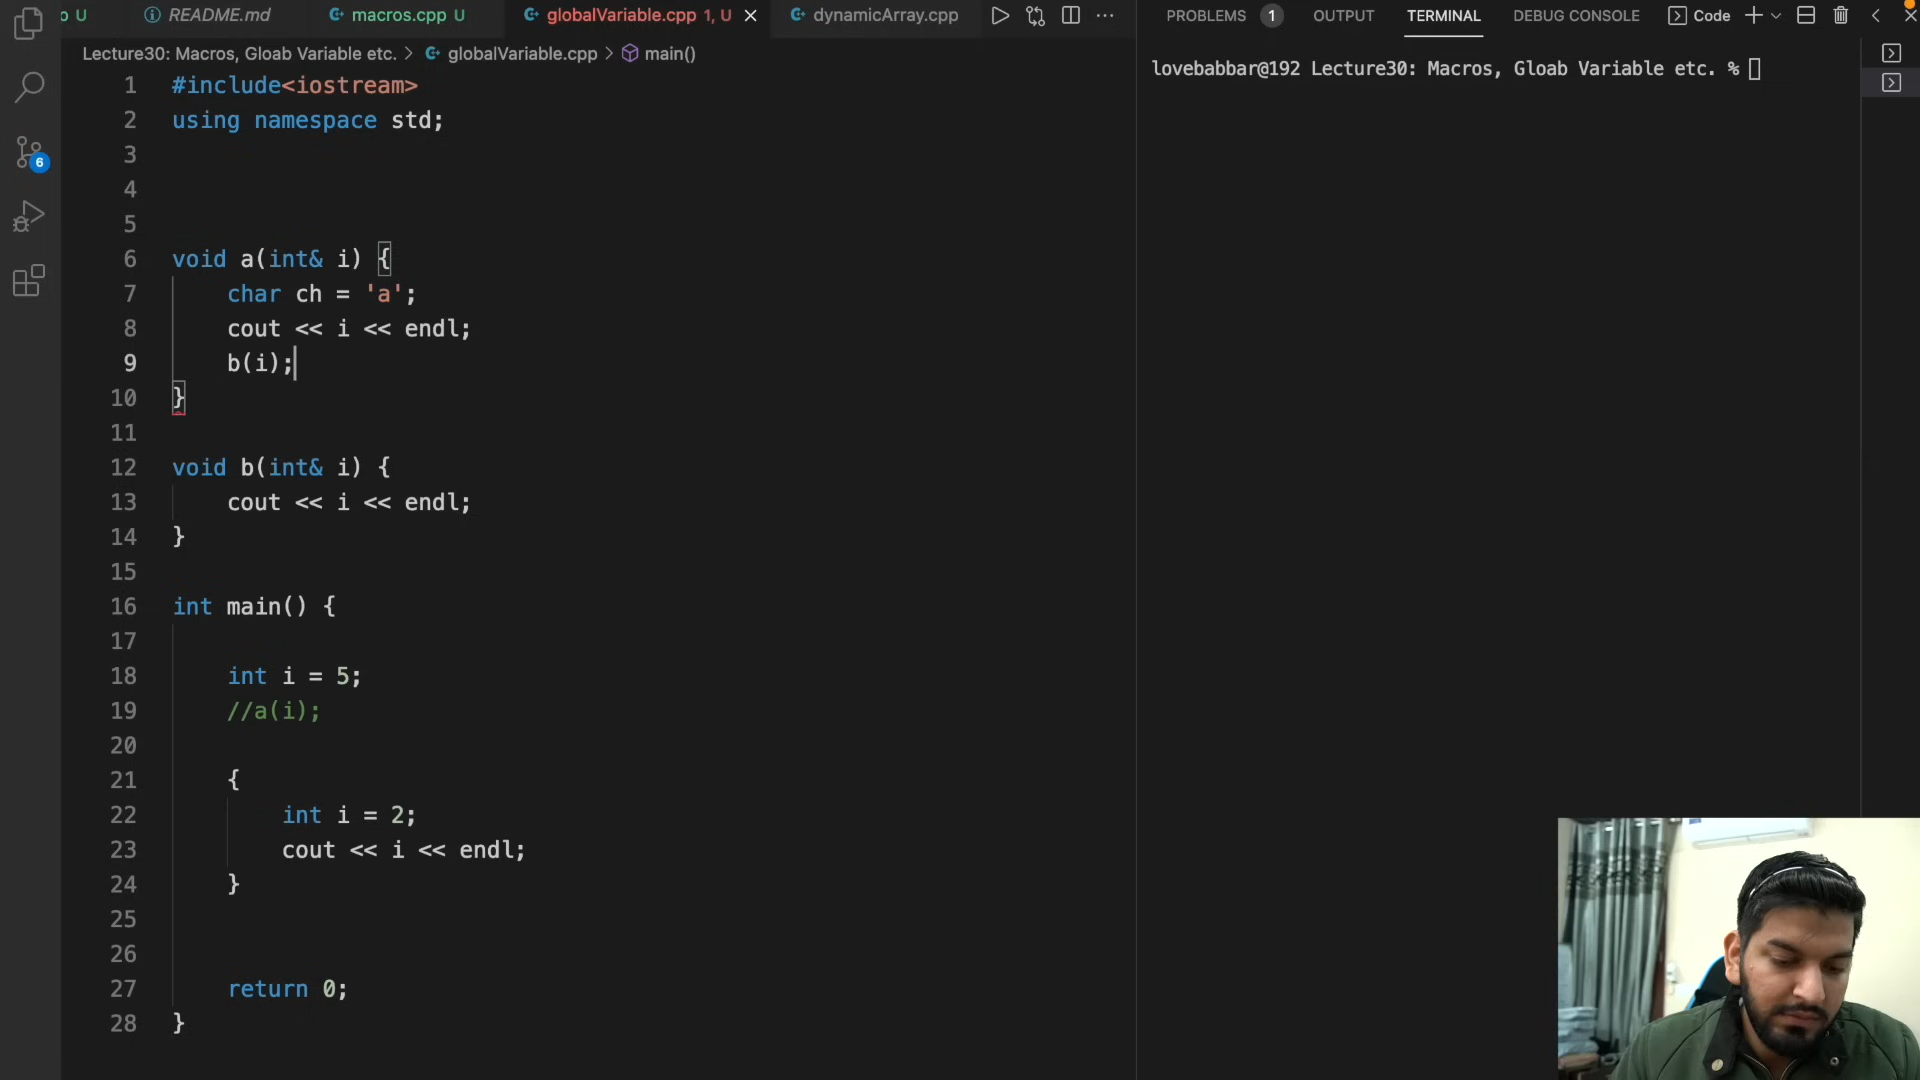 U README.md macros.cpp U globalVariable.cpp 1, U dynamicArray.cpp
Lecture30: Macros, Gloab Variable etc. > globalVariable.cpp > main()
1 #include<iostream>
2 using namespace std;
3
4
5
6 void a(int& i) {
7 char ch = 'a';
8 cout << i << endl;
9 b(i);
10 }
11
12 void b(int& i) {
13 cout << i << endl;
14 }
15
16 int main() {
17
18 int i = 5;
19 //a(i);
20
21 {
22 int i = 2;
23 cout << i << endl;
24 }
25
26
27 return 0;
28 }
6
PROBLEMS 1 OUTPUT TERMINAL DEBUG CONSOLE Code
lovebabbar@192 Lecture30: Macros, Gloab Variable etc. %